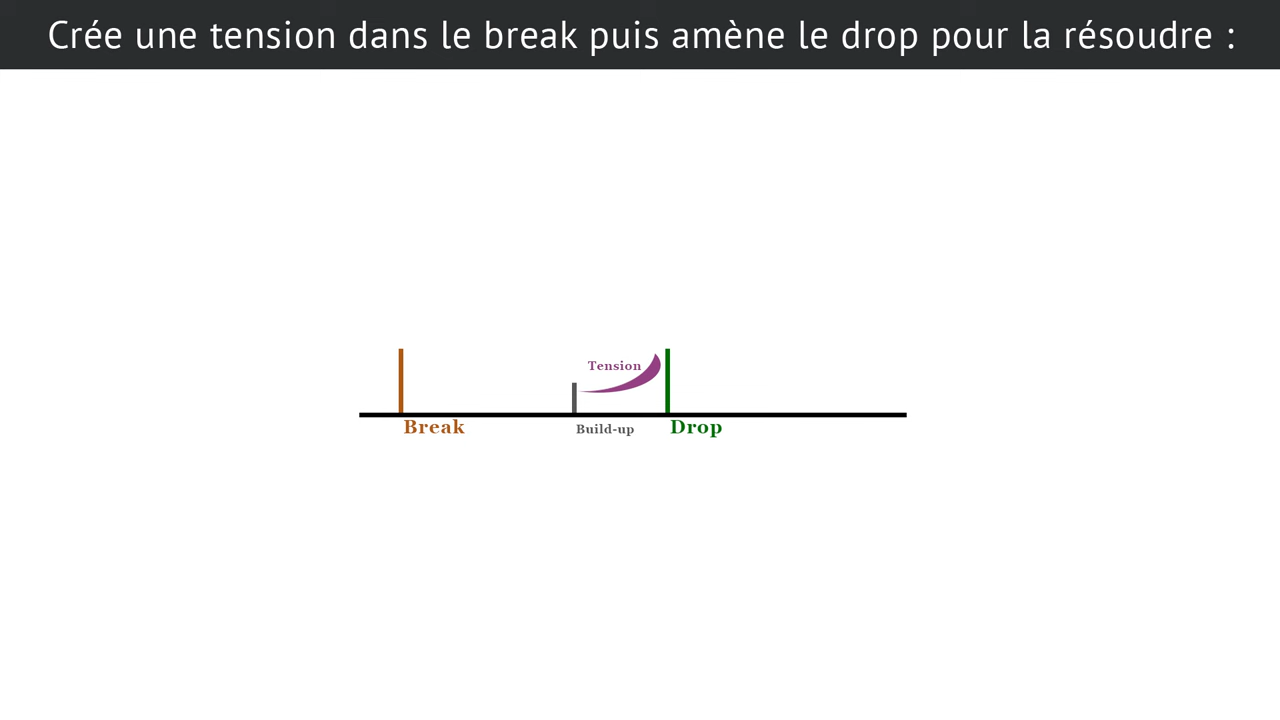 Crée une tension dans le break puis amène le drop pour la résoudre :
Tension
Break
Build-up
Drop